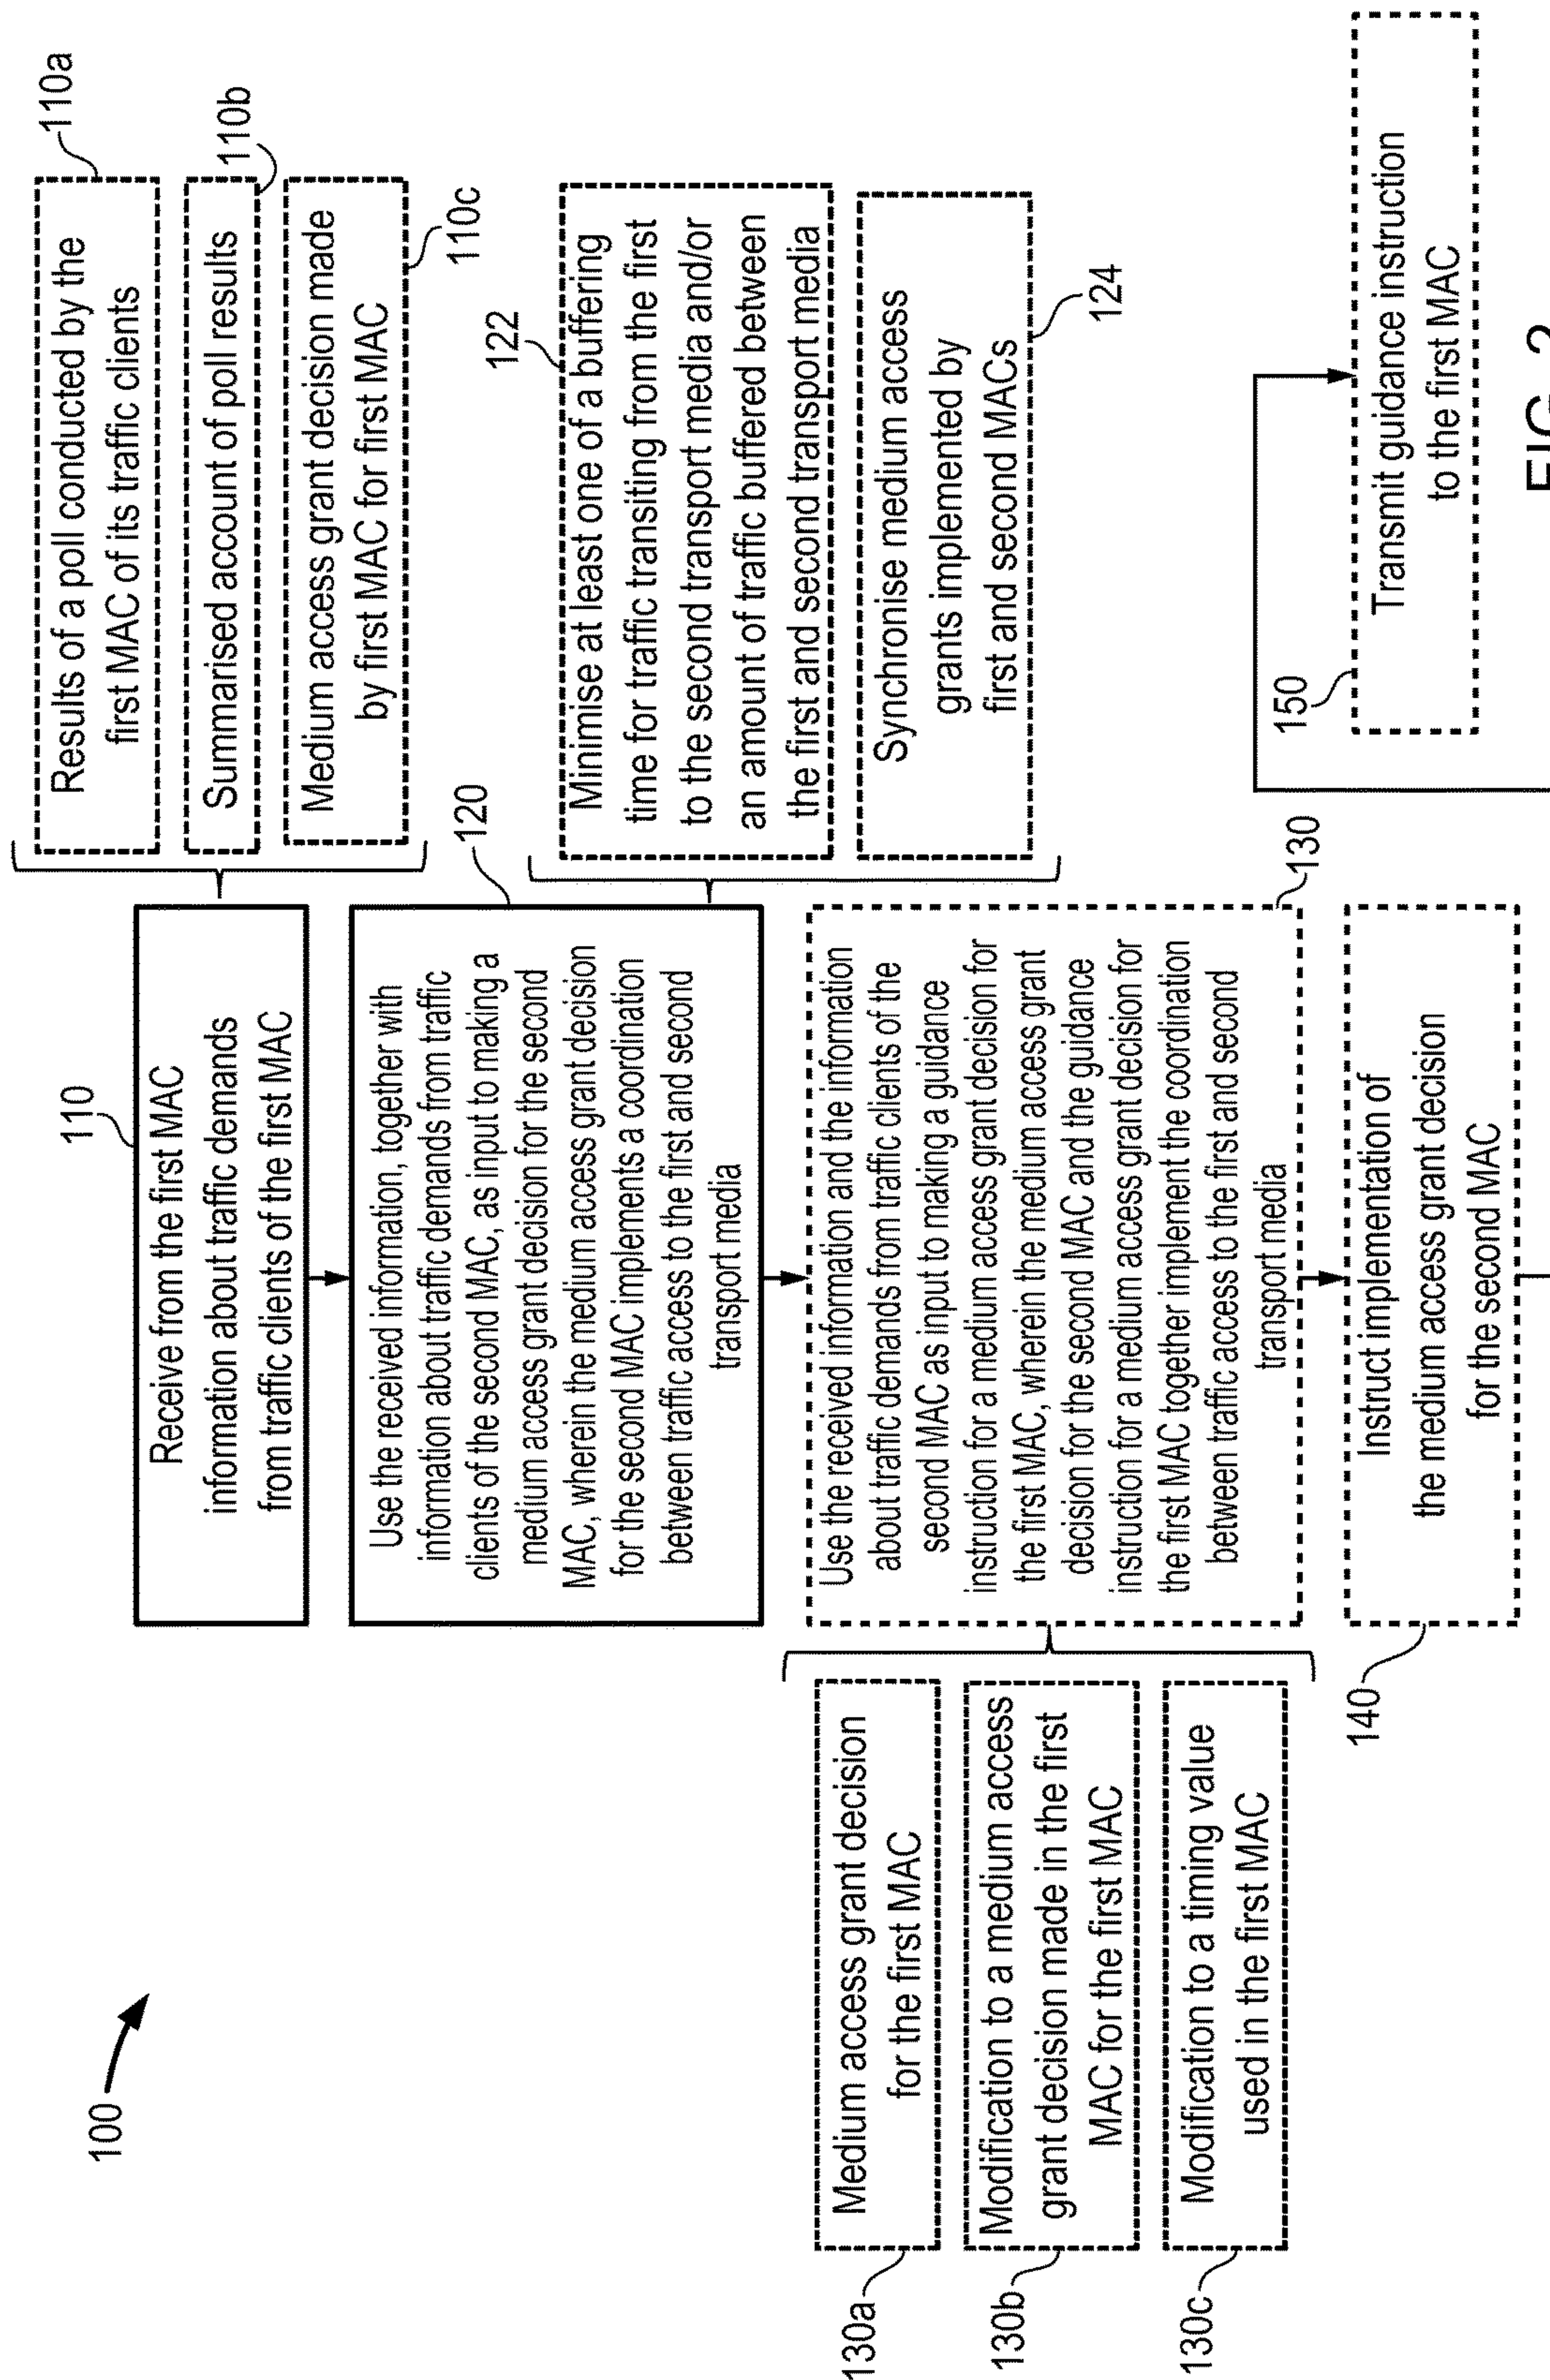 100
110
Receive from the first MAC
information about traffic demands
from traffic clients of the first MAC
Results of a poll conducted by the
first MAC of its traffic clients
110a
Summarised account of poll results
110b
Medium access grant decision made
by first MAC for first MAC
110c
120
Use the received information, together with
information about traffic demands from traffic
clients of the second MAC, as input to making a
medium access grant decision for the second
MAC, wherein the medium access grant decision
for the second MAC implements a coordination
between traffic access to the first and second
transport media
122
Minimise at least one of a buffering
time for traffic transiting from the first
to the second transport media and/or
an amount of traffic buffered between
the first and second transport media
Synchronise medium access
grants implemented by
first and second MACs
124
130
Use the received information and the information
about traffic demands from traffic clients of the
second MAC as input to making a guidance
instruction for a medium access grant decision for
the first MAC, wherein the medium access grant
decision for the second MAC and the guidance
instruction for a medium access grant decision for
the first MAC together implement the coordination
between traffic access to the first and second
transport media
Medium access grant decision
for the first MAC
130a
Modification to a medium access
grant decision made in the first
MAC for the first MAC
130b
Modification to a timing value
used in the first MAC
130c
140
Instruct implementation of
the medium access grant decision
for the second MAC
150
Transmit guidance instruction
to the first MAC